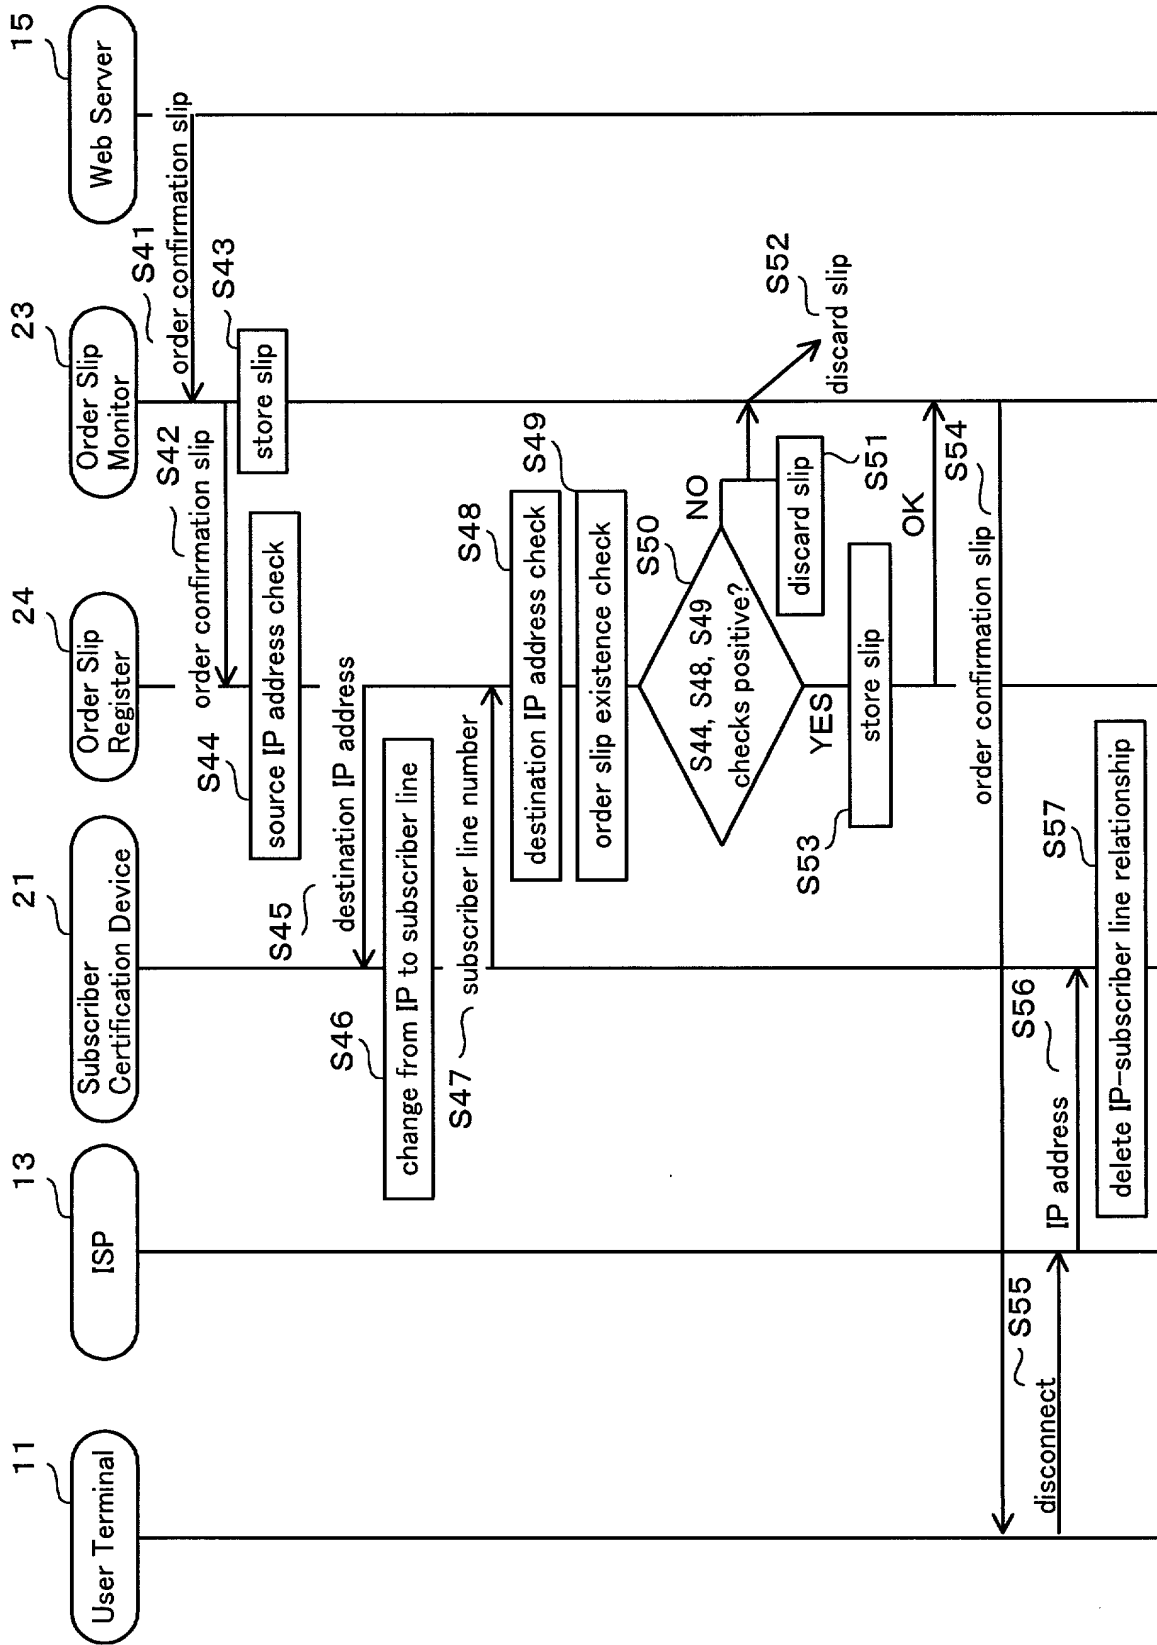 11
User Terminal
13
ISP
21
Subscriber
Certification Device
24
Order Slip
Register
23
Order Slip
Monitor
15
Web Server
S41
order confirmation slip
S42
order confirmation slip
S43
store slip
S44
source IP address check
S45
destination IP address
S46
change from IP to subscriber line
S47
subscriber line number
S48
destination IP address check
S49
order slip existence check
S50
S44, S48, S49
checks positive?
NO
S51
discard slip
S52
discard slip
YES
S53
store slip
OK
S54
order confirmation slip
S55
disconnect
S56
IP address
S57
delete IP-subscriber line relationship